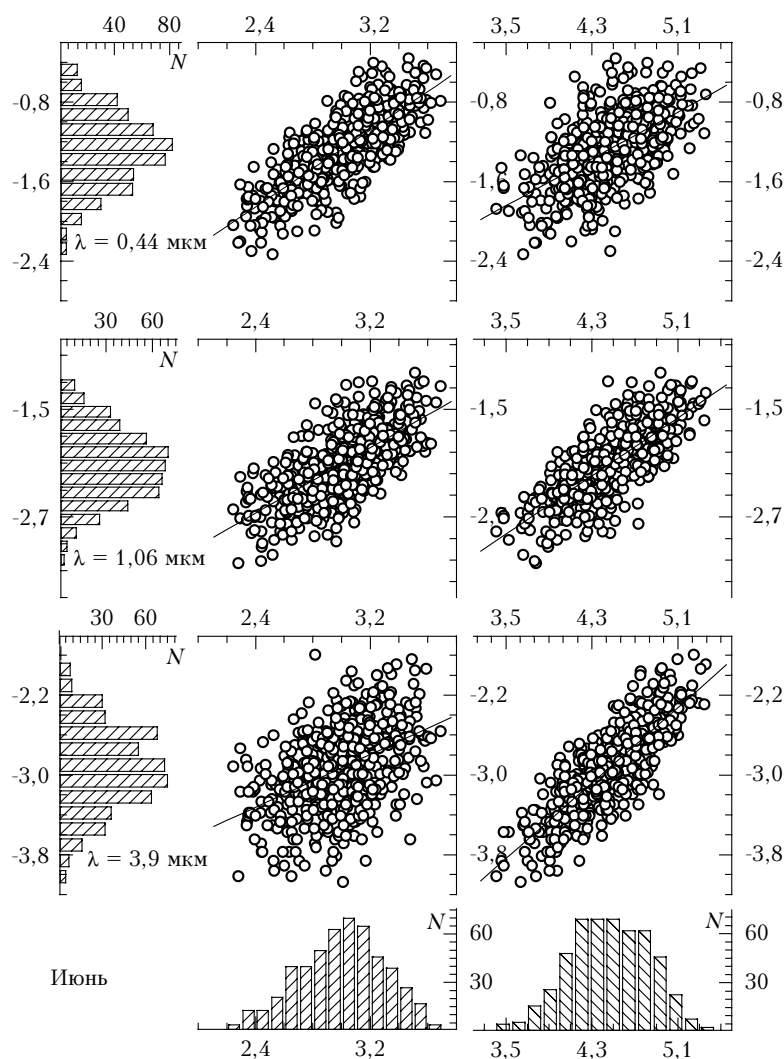 40 80 2,4 3,2 3,5 4,3 5,1
N
-0,8 -0,8 -0,8
-1,6 -1,6 -1,6
λ = 0,44 мкм
-2,4 -2,4 -2,4
30 60 2,4 3,2 3,5 4,3 5,1
N
-1,5 -1,5 -1,5
-2,7 -2,7 -2,7
λ = 1,06 мкм
30 60 2,4 3,2 3,5 4,3 5,1
N
-2,2 -2,2 -2,2
-3,0 -3,0 -3,0
-3,8 -3,8 -3,8
λ = 3,9 мкм
N N
60 60
Июнь 30 30
2,4 3,2 3,5 4,3 5,1